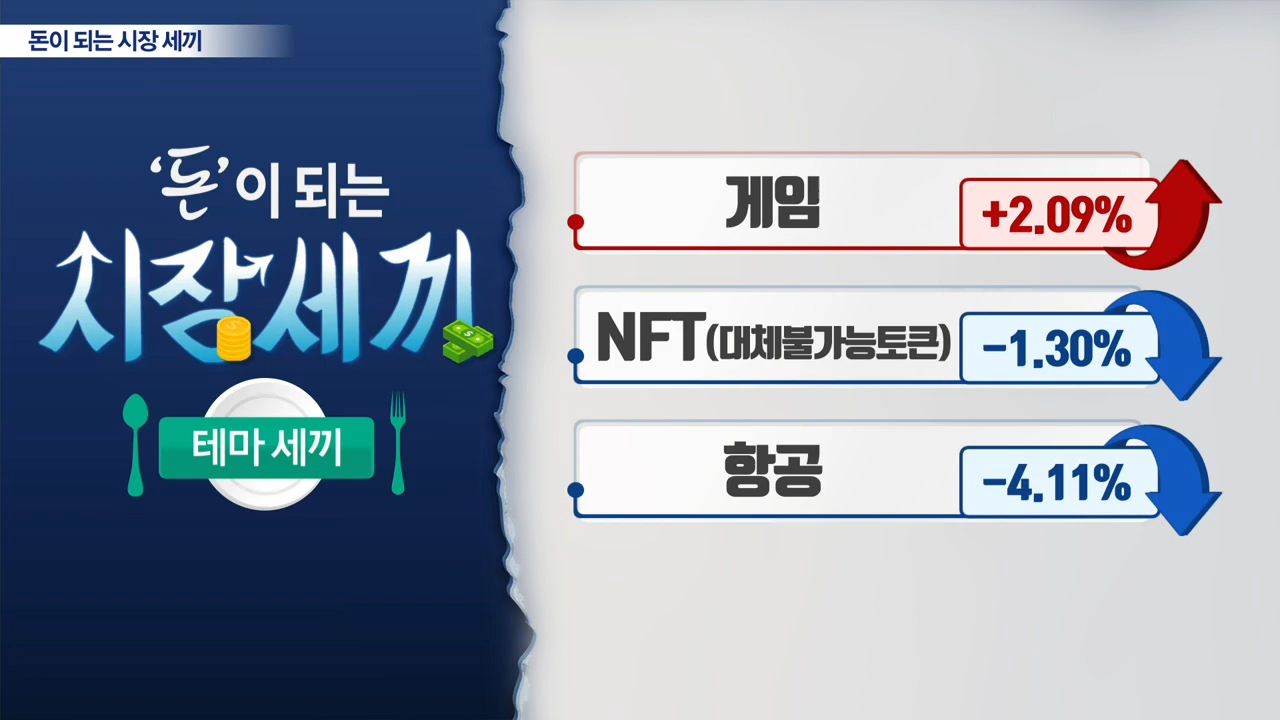 돈이 되는 시장 세끼
‘돈’이 되는
시장세끼
테마 세끼
게임
+2.09%
NFT(대체불가능토큰)
-1.30%
항공
-4.11%